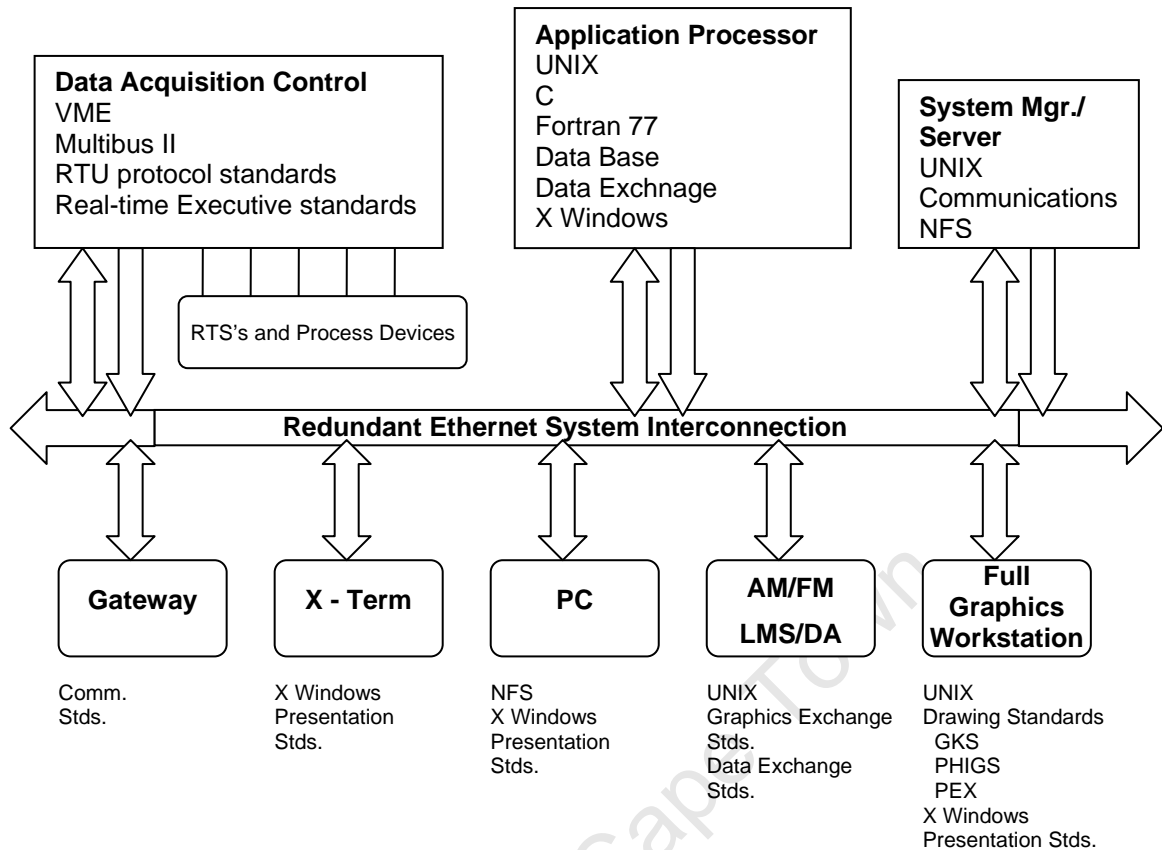 Data Acquisition Control
VME
Multibus II
RTU protocol standards
Real-time Executive standards
Application Processor
UNIX
C
Fortran 77
Data Base
Data Exchnage
X Windows
System Mgr./
Server
UNIX
Communications
NFS
RTS's and Process Devices
Redundant Ethernet System Interconnection
Gateway
X - Term
PC
AM/FM
LMS/DA
Full
Graphics
Workstation
Comm.
Stds.
X Windows
Presentation
Stds.
NFS
X Windows
Presentation
Stds.
UNIX
Graphics Exchange
Stds.
Data Exchange
Stds.
UNIX
Drawing Standards
GKS
PHIGS
PEX
X Windows
Presentation Stds.
Cape Town